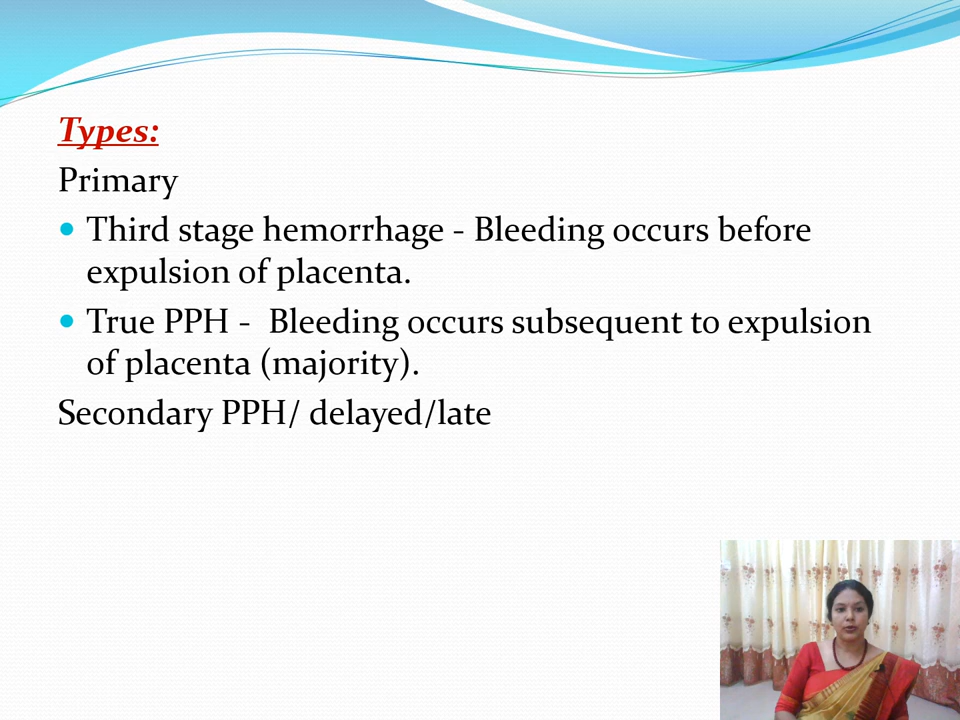 Types:
Primary
Third stage hemorrhage - Bleeding occurs before
expulsion of placenta.
True PPH - Bleeding occurs subsequent to expulsion
of placenta (majority).
Secondary PPH/ delayed/late